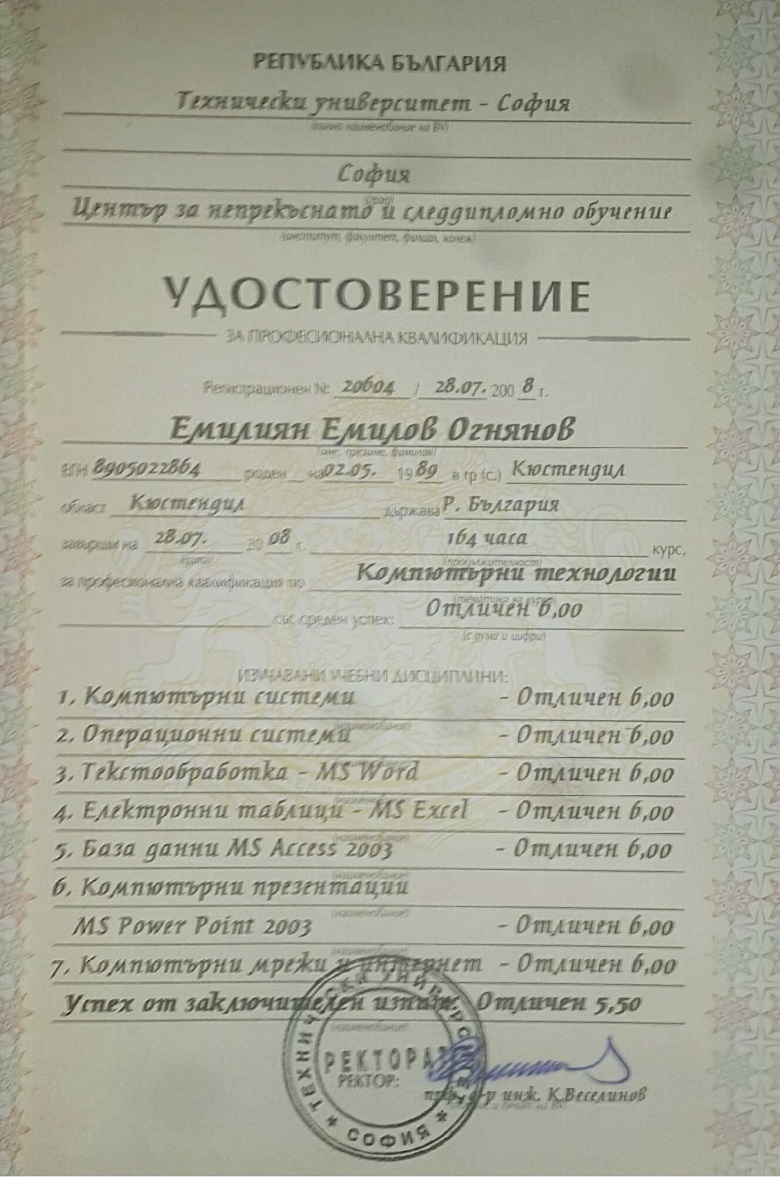 РЕПУБЛИКА БЪЛГАРИЯ
Технически университет - София
(пълно наименование на ВУ)
София
(град)
Център за непрекъснато и следдипломно обучение
(институт, факултет, филиал, колеж)
УДОСТОВЕРЕНИЕ
ЗА ПРОФЕСИОНАЛНА КВАЛИФИКАЦИЯ
Регистрационен № 20604 / 28.07. 2008 г.
Емилиян Емилов Огнянов
(име, презиме, фамилия)
ЕГН 8905022864 роден на 02.05. 1989 в гр (с.) Кюстендил
област Кюстендил държава Р. България
завърши на 28.07. 2008 г. 164 часа курс,
(дата) (продължителност)
за професионална квалификация по Компютърни технологии
(тематика на курса)
със среден успех: Отличен 6,00
(с думи и цифри)
ИЗУЧАВАНИ УЧЕБНИ ДИСЦИПЛИНИ:
1. Компютърни системи - Отличен 6,00
(наименование)
2. Операционни системи - Отличен 6,00
(наименование)
3. Текстообработка - MS Word - Отличен 6,00
(наименование)
4. Електронни таблици - MS Excel - Отличен 6,00
(наименование)
5. База данни MS Access 2003 - Отличен 6,00
(наименование)
6. Компютърни презентации
(наименование)
MS Power Point 2003 - Отличен 6,00
(наименование)
7. Компютърни мрежи и интернет - Отличен 6,00
Успех от заключителен изпит: Отличен 5,50
(наименование)
ТЕХНИЧЕСКИ УНИВЕРСИТЕТ * СОФИЯ *
РЕКТОРАТ
РЕКТОР:
проф. д-р инж. К.Веселинов